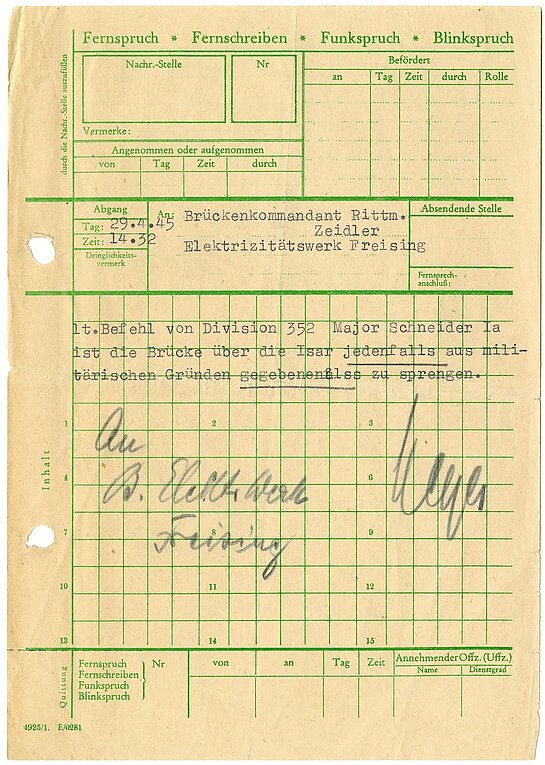 Fernspruch * Fernschreiben * Funkspruch * Blinkspruch
durch die Nachr.-Stelle auszufüllen
Nachr.-Stelle
Nr
Vermerke:
Befördert
an Tag Zeit durch Rolle
Angenommen oder aufgenommen
von Tag Zeit durch
Abgang
Tag: 29.4.45
Zeit: 14.32
Dringlichkeits-
vermerk
An: Brückenkommandant Rittm.
Zeidler
Elektrizitätswerk Freising
Absendende Stelle
Fernsprech-
anschluß:
lt. Befehl von Division 352 Major Schneider Ia
ist die Brücke über die Isar jedenfalls aus mili-
tärischen Gründen zu sprengen.
Inhalt
1 2 3
An
4 5 6
B. Elektr. Werk
Freising
7 8 9
10 11 12
13 14 15
Quittung
Fernspruch
Fernschreiben
Funkspruch
Blinkspruch
Nr von an Tag Zeit
Annehmender Offz. (Uffz.)
Name Dienstgrad
4925/1. E/0281